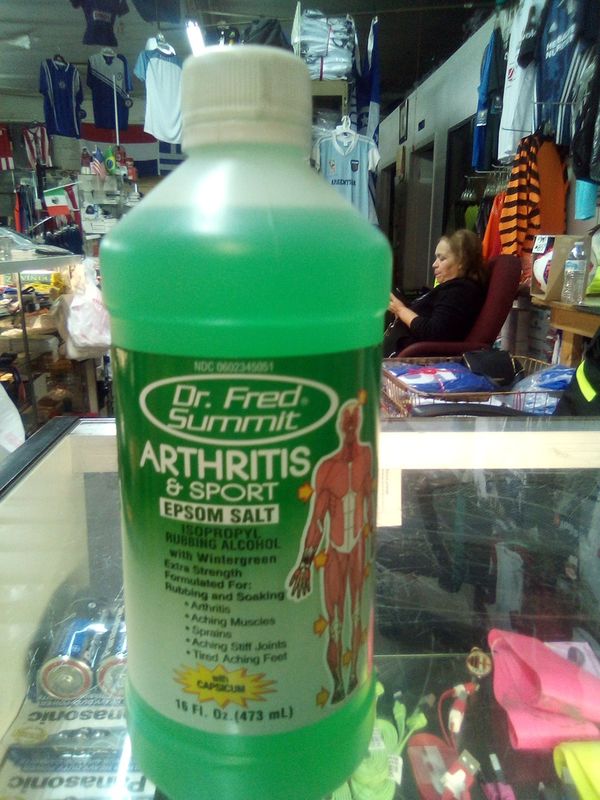 NDC 0602345051
Dr. Fred®
Summit
ARTHRITIS
& SPORT
EPSOM SALT
ISOPROPYL
RUBBING ALCOHOL
with Wintergreen
Extra Strength
Formulated For:
Rubbing and Soaking
• Arthritis
• Aching Muscles
• Sprains
• Aching Stiff Joints
• Tired Aching Feet
with
CAPSICUM
16 Fl. Oz. (473 mL)
ARGENTINA
Panasonic
Panasonic